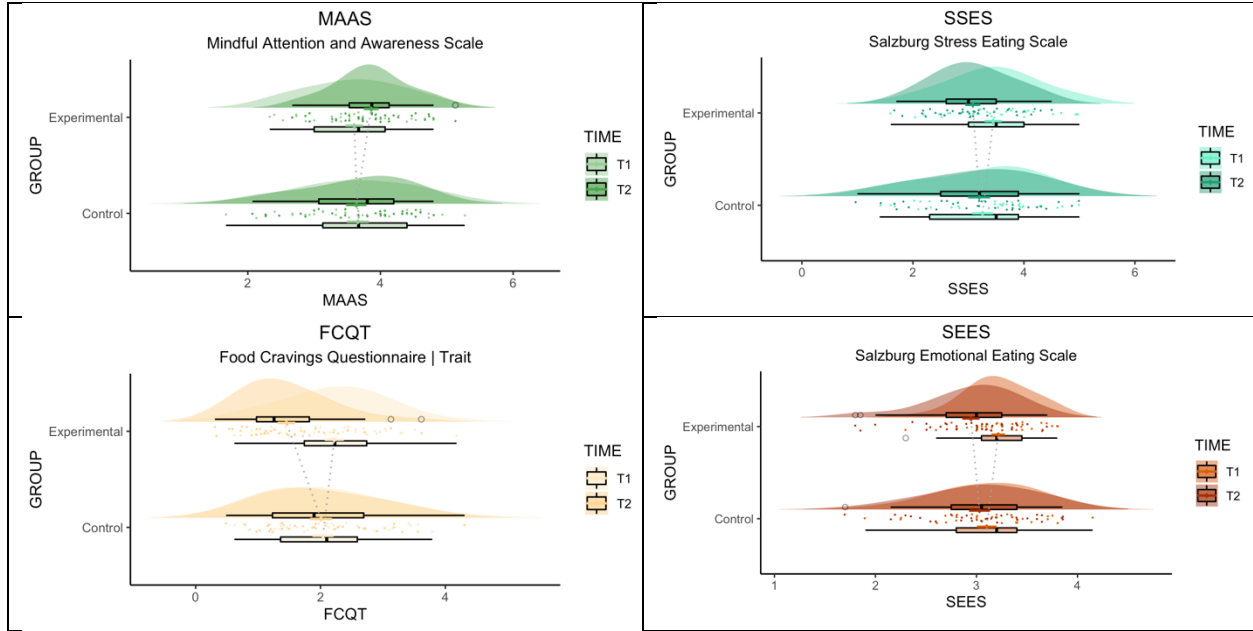 MAAS
Mindful Attention and Awareness Scale
Experimental
Control
GROUP
2
4
6
MAAS
TIME
T1
T2
SSES
Salzburg Stress Eating Scale
Experimental
Control
GROUP
0
2
4
6
SSES
TIME
T1
T2
FCQT
Food Cravings Questionnaire | Trait
Experimental
Control
GROUP
0
2
4
FCQT
TIME
T1
T2
SEES
Salzburg Emotional Eating Scale
Experimental
Control
GROUP
1
2
3
4
SEES
TIME
T1
T2